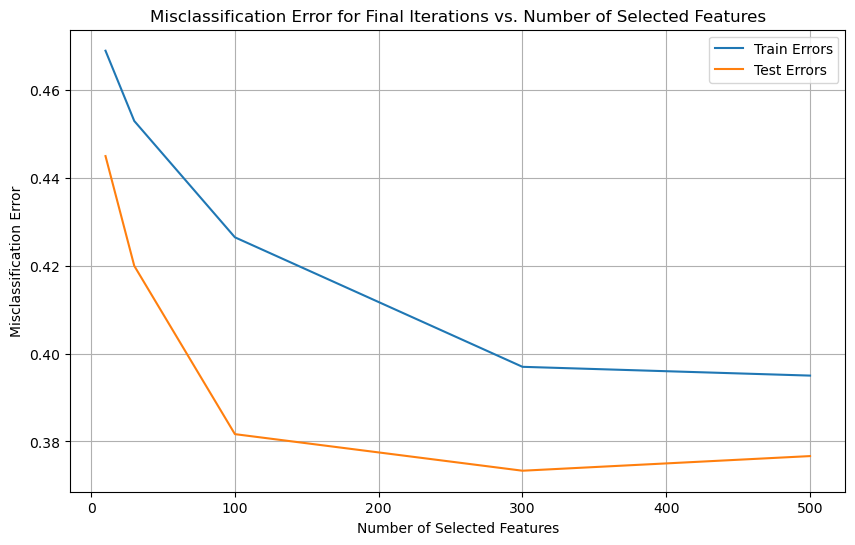 Misclassification Error for Final Iterations vs. Number of Selected Features
Train Errors
Test Errors
Misclassification Error
0.46
0.44
0.42
0.40
0.38
0
100
200
300
400
500
Number of Selected Features